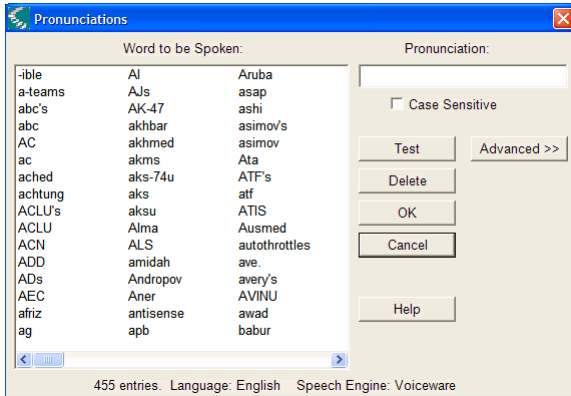 Pronunciations
Word to be Spoken:
Pronunciation:
-ible Al Aruba
a-teams AJs asap
abc's AK-47 ashi
abc akhbar asimov's
AC akhmed asimov
ac akms Ata
ached aks-74u ATF's
achtung aks atf
ACLU's aksu ATIS
ACLU Alma Ausmed
ACN ALS autothrottles
ADD amidah ave.
ADs Andropov avery's
AEC Aner AVINU
afriz antisense awad
ag apb babur
Case Sensitive
Test Advanced >>
Delete
OK
Cancel
Help
455 entries. Language: English Speech Engine: Voiceware